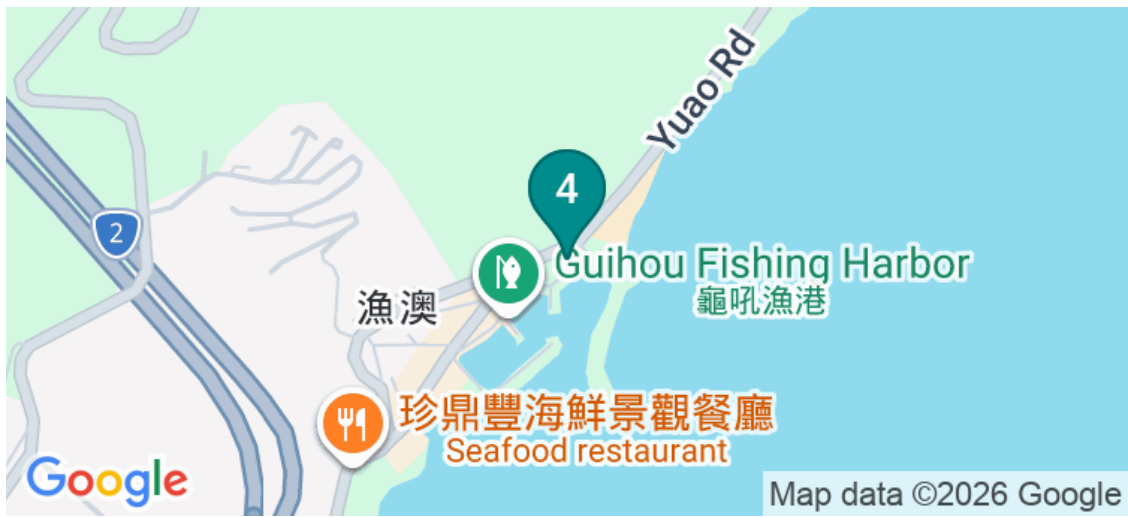 Yuao Rd
4
2
Guihou Fishing Harbor
龜吼漁港
漁澳
珍鼎豐海鮮景觀餐廳
Seafood restaurant
Google
Map data ©2026 Google